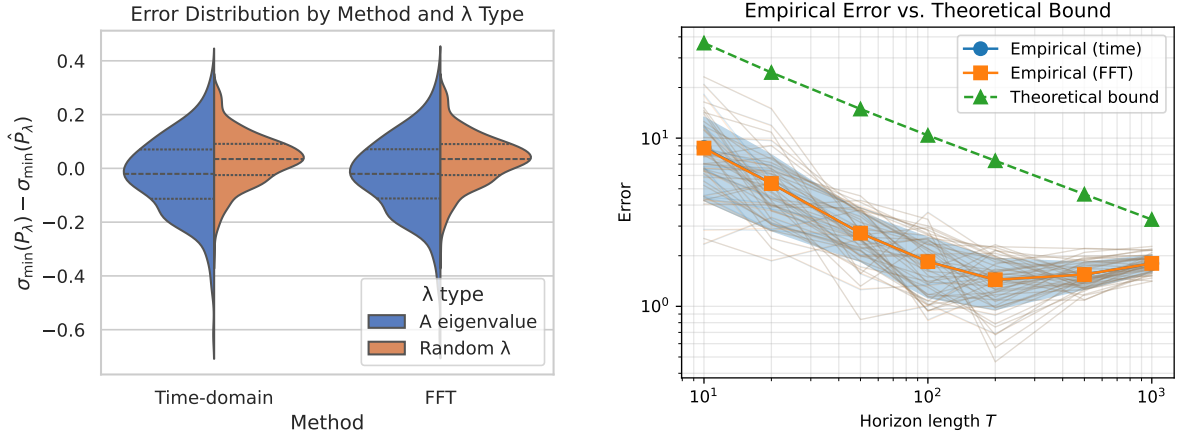 Error Distribution by Method and λ Type
σmin(Pλ) − σmin(P̂λ)
0.4
0.2
0.0
−0.2
−0.4
−0.6
λ type
A eigenvalue
Random λ
Time-domain
FFT
Method
Empirical Error vs. Theoretical Bound
Empirical (time)
Empirical (FFT)
Theoretical bound
Error
10¹
10⁰
10¹
10²
10³
Horizon length T